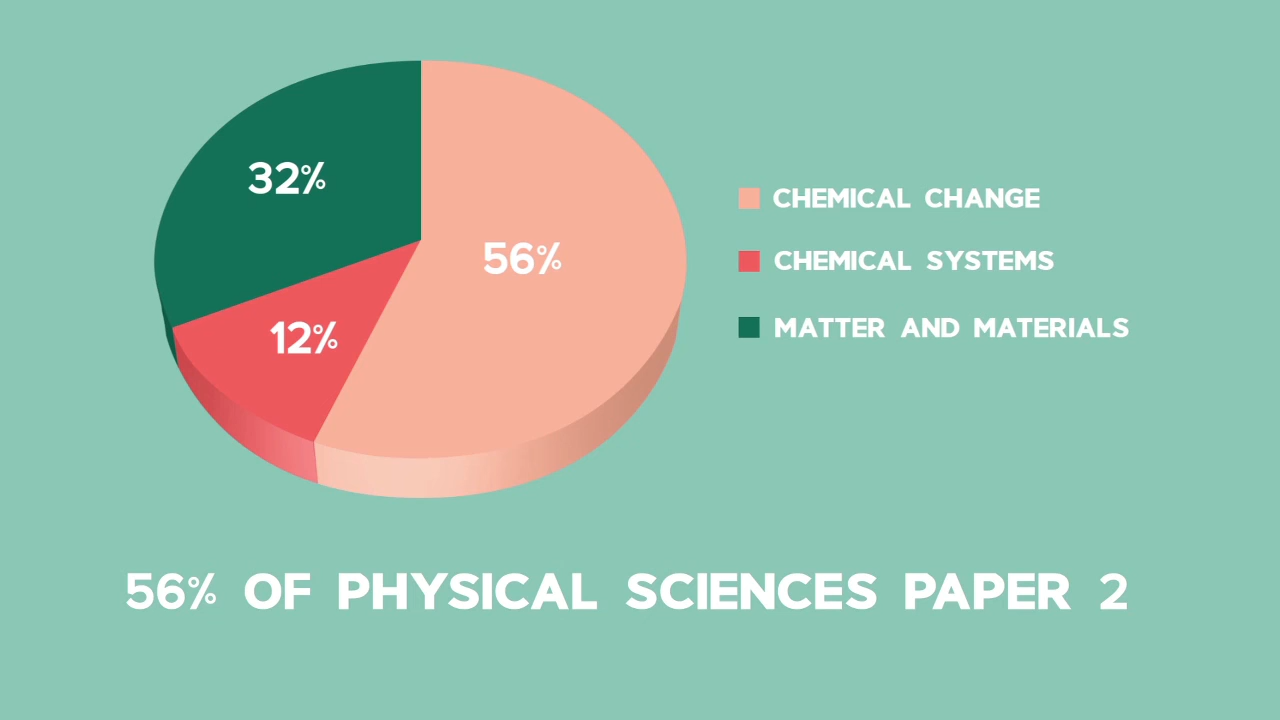 32%
56%
12%
CHEMICAL CHANGE
CHEMICAL SYSTEMS
MATTER AND MATERIALS
56% OF PHYSICAL SCIENCES PAPER 2